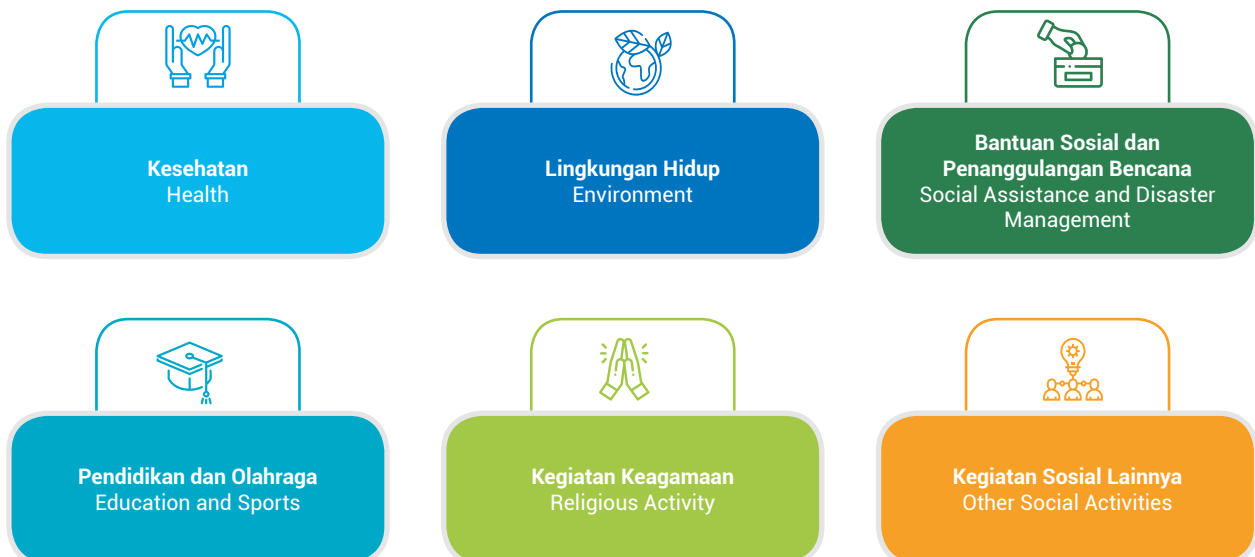 Kesehatan
Health
Lingkungan Hidup
Environment
Bantuan Sosial dan
Penanggulangan Bencana
Social Assistance and Disaster
Management
Pendidikan dan Olahraga
Education and Sports
Kegiatan Keagamaan
Religious Activity
Kegiatan Sosial Lainnya
Other Social Activities